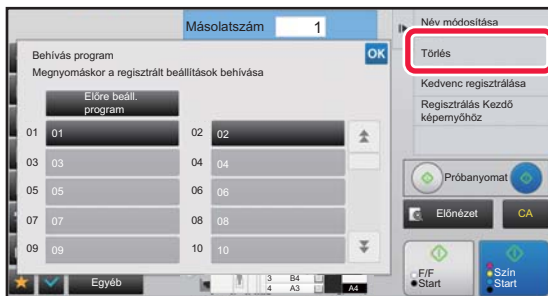 Másolatszám 1
Behívás program
OK
Megnyomáskor a regisztrált beállítások behívása
Előre beáll.
program
01 01
02 02
03 03
04 04
05 05
06 06
07 07
08 08
09 09
10 10
Egyéb
3 B4
4 A3
A4
Név módosítása
Törlés
Kedvenc regisztrálása
Regisztrálás Kezdő
képernyőhöz
Próbanyomat
Előnézet
CA
F/F
Start
Szín
Start